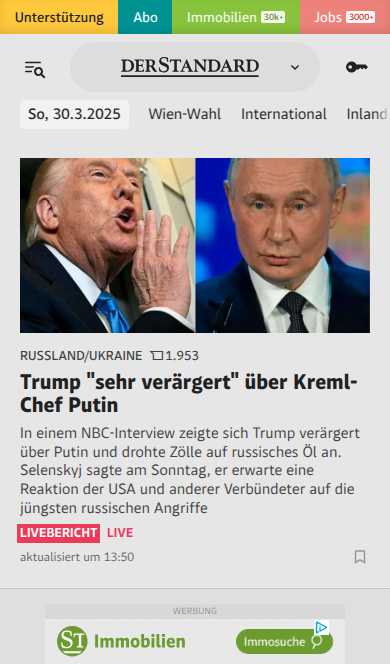 Unterstützung Abo Immobilien 30k+ Jobs 3000+
DERSTANDARD
So, 30.3.2025 Wien-Wahl International Inland
RUSSLAND/UKRAINE 1.953
Trump "sehr verärgert" über Kreml-
Chef Putin
In einem NBC-Interview zeigte sich Trump verärgert
über Putin und drohte Zölle auf russisches Öl an.
Selenskyj sagte am Sonntag, er erwarte eine
Reaktion der USA und anderer Verbündeter auf die
jüngsten russischen Angriffe
LIVEBERICHT LIVE
aktualisiert um 13:50
WERBUNG
ST Immobilien Immosuche